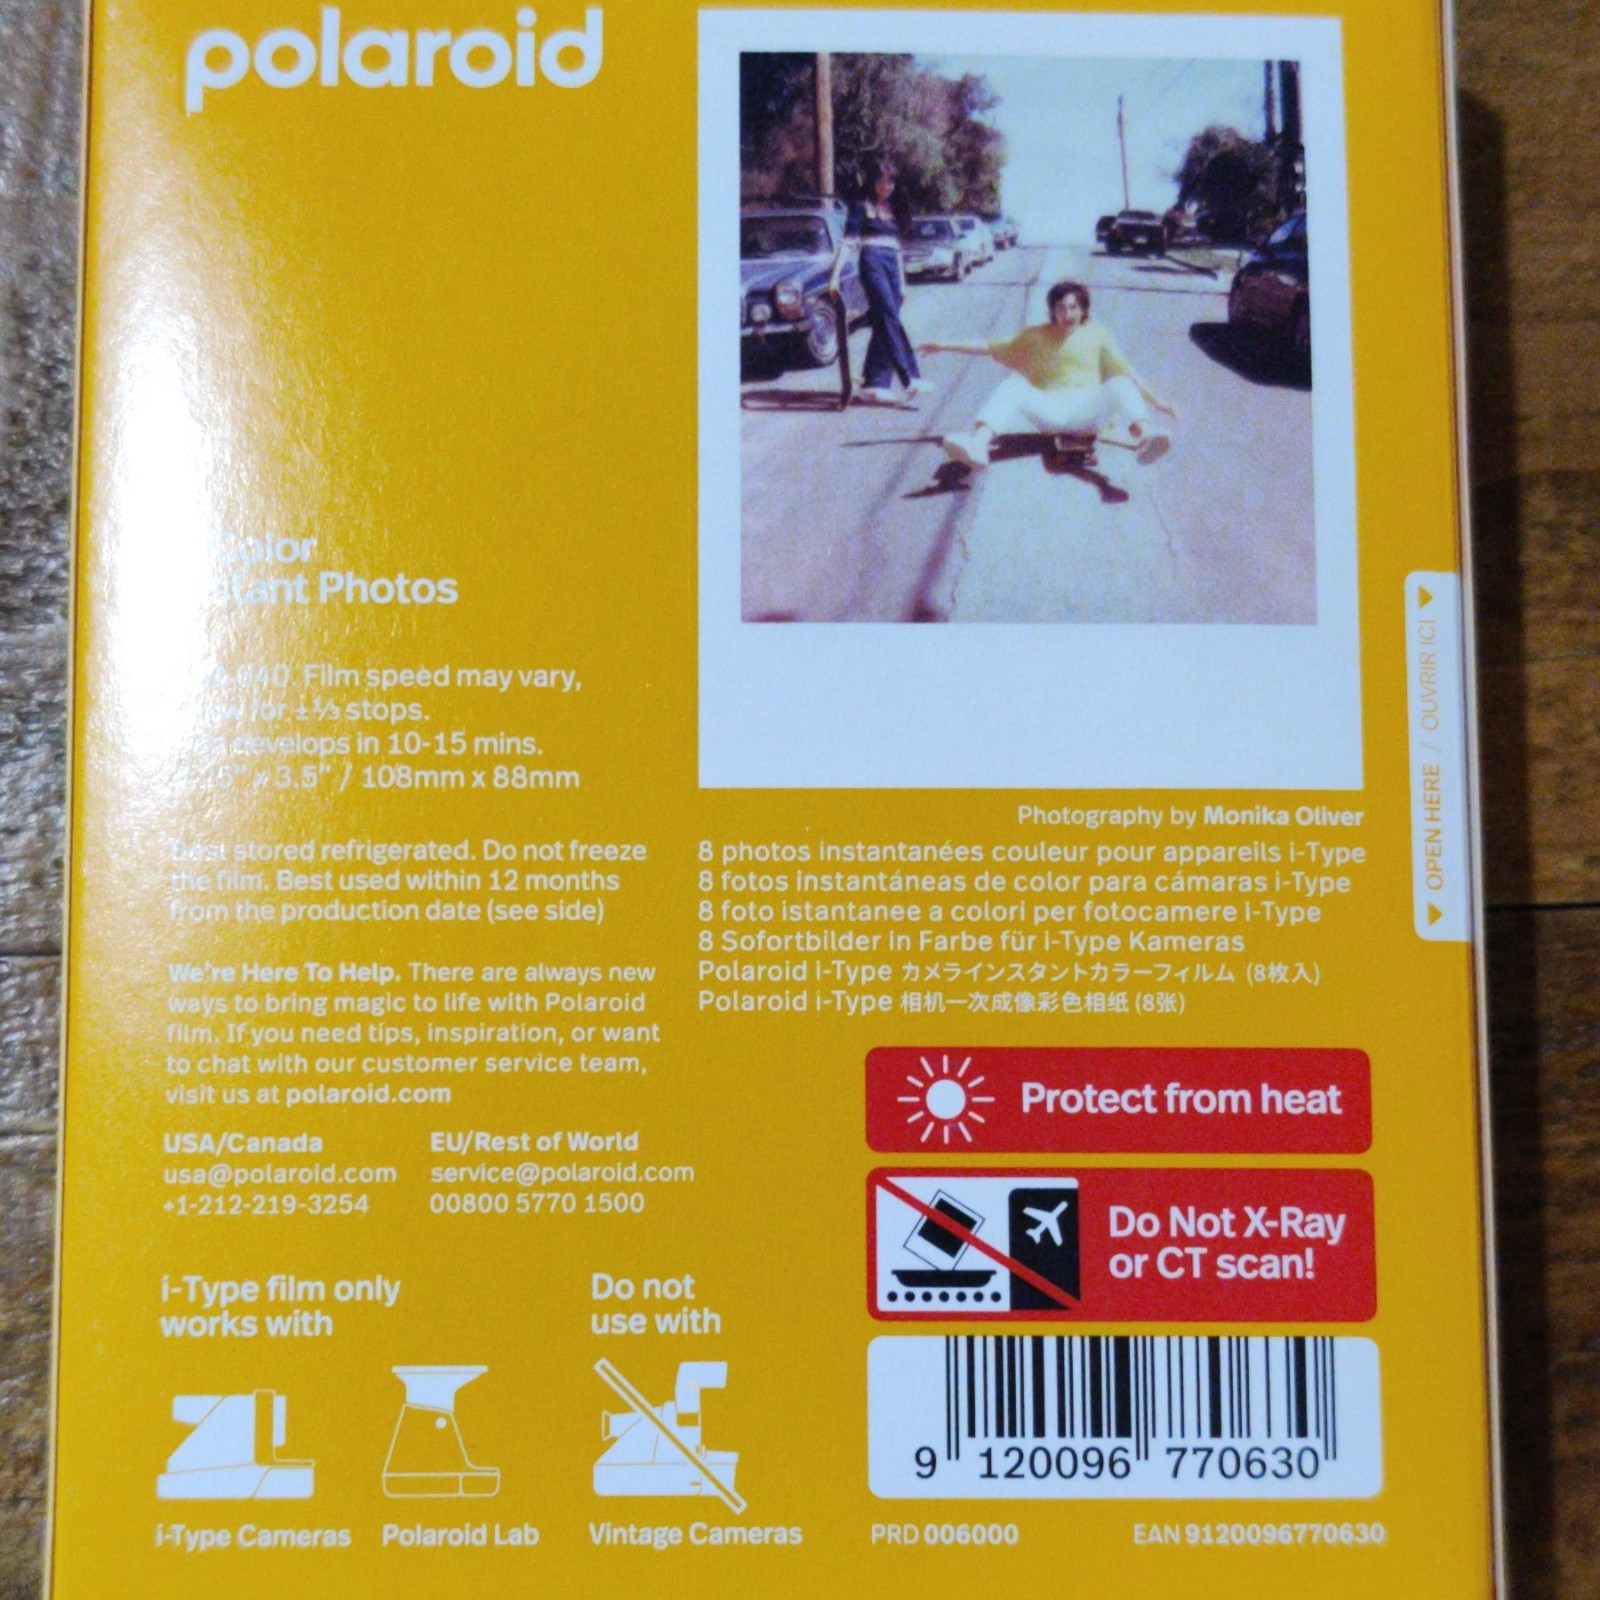 polaroid
Photos
640. Film speed may vary,
for ±⅓ stops.
develops in 10-15 mins.
x 3.5” / 108mm x 88mm
Best stored refrigerated. Do not freeze
the film. Best used within 12 months
from the production date (see side)
We’re Here To Help. There are always new
ways to bring magic to life with Polaroid
film. If you need tips, inspiration, or want
to chat with our customer service team,
visit us at polaroid.com
USA/Canada
usa@polaroid.com
+1-212-219-3254
EU/Rest of World
service@polaroid.com
00800 5770 1500
i-Type film only
works with
i-Type Cameras
Polaroid Lab
Do not
use with
Vintage Cameras
Photography by Monika Oliver
8 photos instantanées couleur pour appareils i-Type
8 fotos instantáneas de color para cámaras i-Type
8 foto istantanee a colori per fotocamere i-Type
8 Sofortbilder in Farbe für i-Type Kameras
Polaroid i-Type カメラインスタントカラーフィルム (8枚入)
Polaroid i-Type 相机一次成像彩色相纸 (8张)
Protect from heat
Do Not X-Ray
or CT scan!
9 120096 770630
PRD 006000
EAN 9120096770630
OPEN HERE / OUVRIR ICI